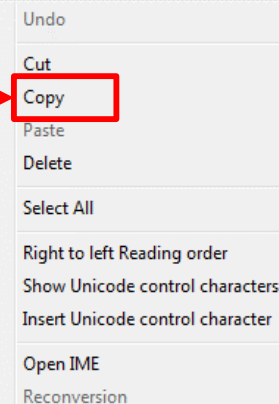 Undo
Cut
Copy
Paste
Delete
Select All
Right to left Reading order
Show Unicode control characters
Insert Unicode control character
Open IME
Reconversion